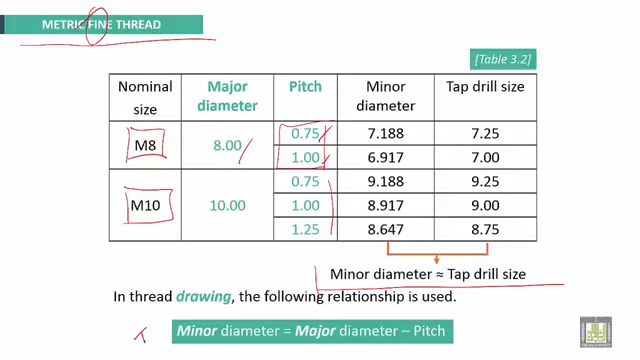 METRIC FINE THREAD
[Table 3.2]
Nominal size Major diameter Pitch Minor diameter Tap drill size
M8 8.00 0.75 7.188 7.25
1.00 6.917 7.00
M10 10.00 0.75 9.188 9.25
1.00 8.917 9.00
1.25 8.647 8.75
Minor diameter ≈ Tap drill size
In thread drawing, the following relationship is used.
Minor diameter = Major diameter – Pitch